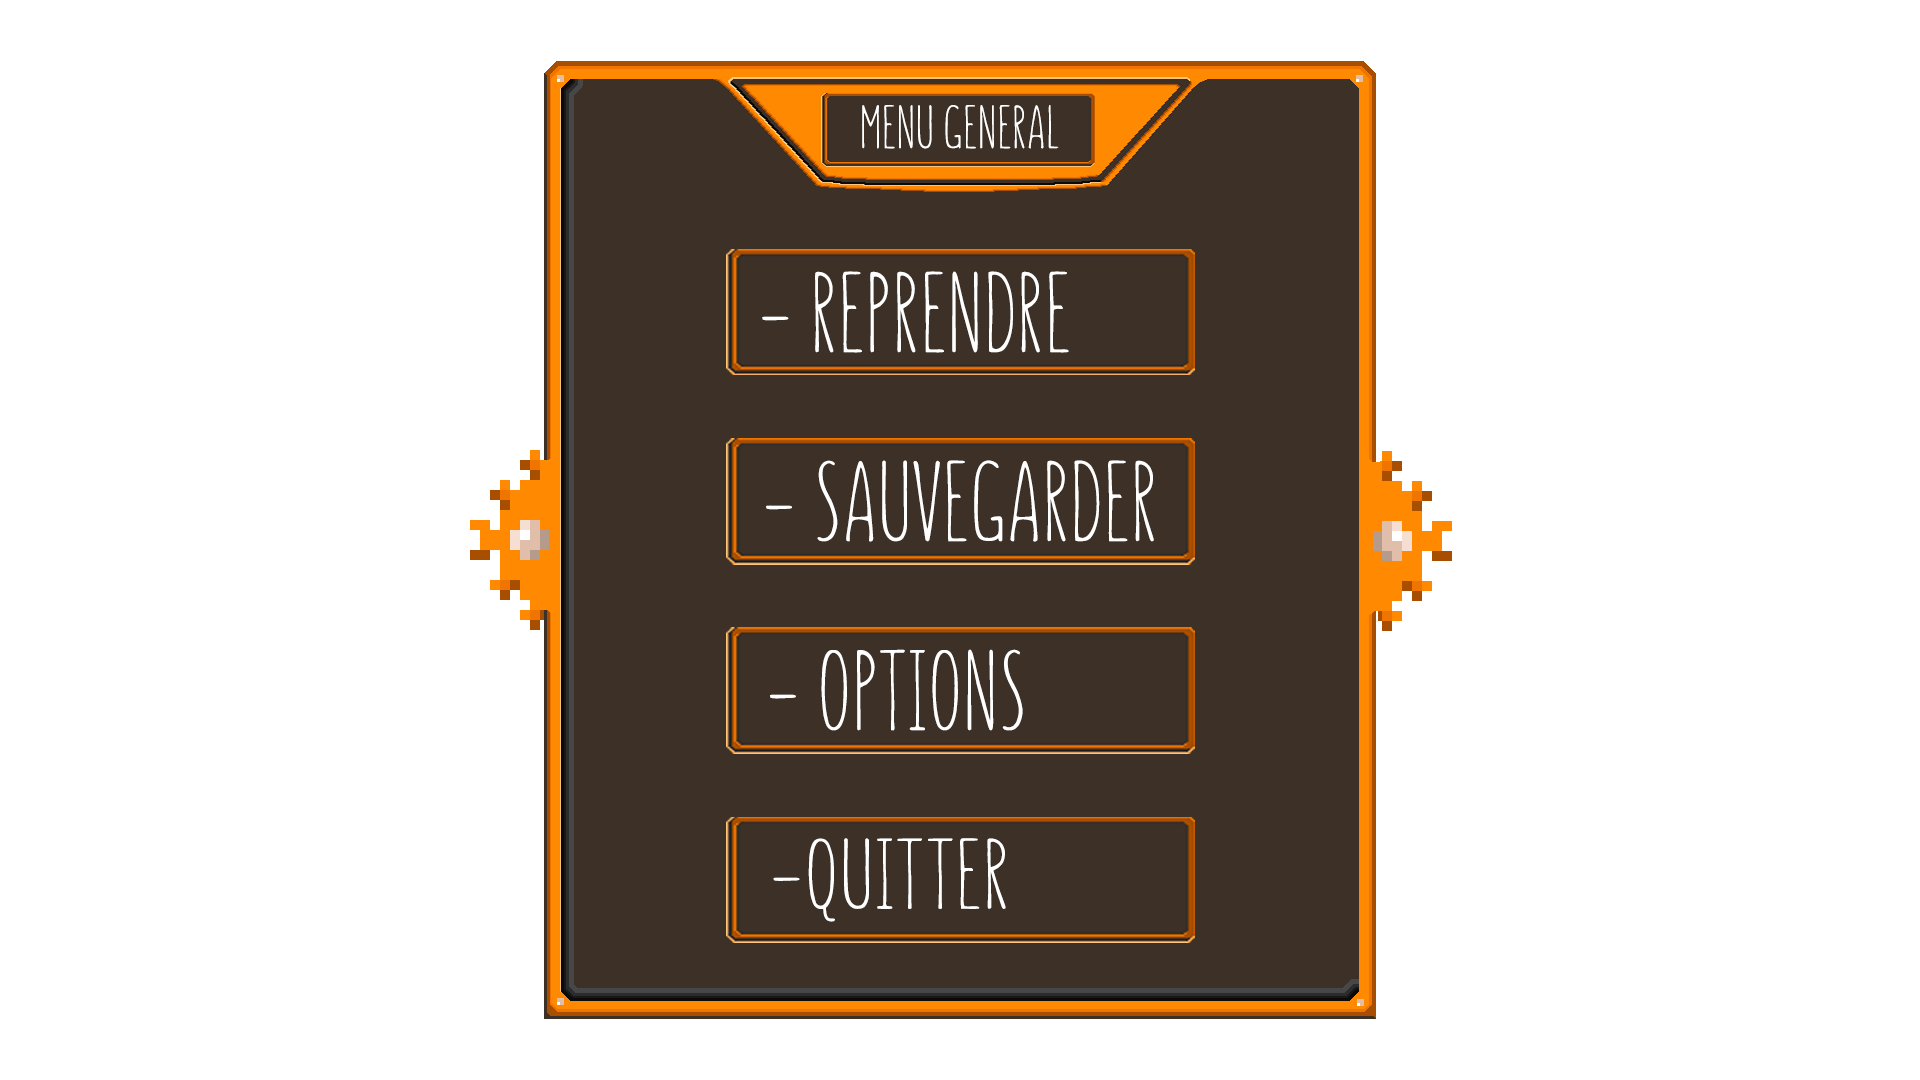 MENU GENERAL
- REPRENDRE
- SAUVEGARDER
- OPTIONS
-QUITTER